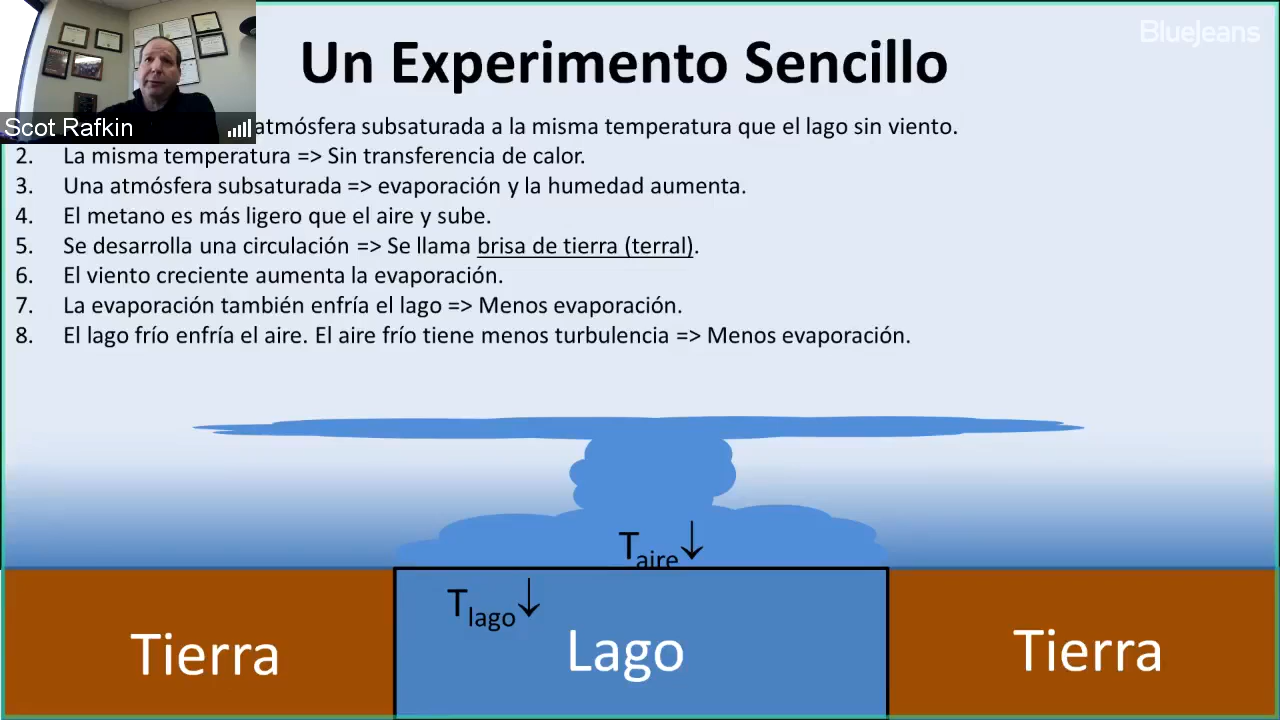 BlueJeans
Un Experimento Sencillo
Scot Rafkin
atmósfera subsaturada a la misma temperatura que el lago sin viento.
2. La misma temperatura => Sin transferencia de calor.
3. Una atmósfera subsaturada => evaporación y la humedad aumenta.
4. El metano es más ligero que el aire y sube.
5. Se desarrolla una circulación => Se llama brisa de tierra (terral).
6. El viento creciente aumenta la evaporación.
7. La evaporación también enfría el lago => Menos evaporación.
8. El lago frío enfría el aire. El aire frío tiene menos turbulencia => Menos evaporación.
Taire↓
Tlago↓
Tierra
Lago
Tierra